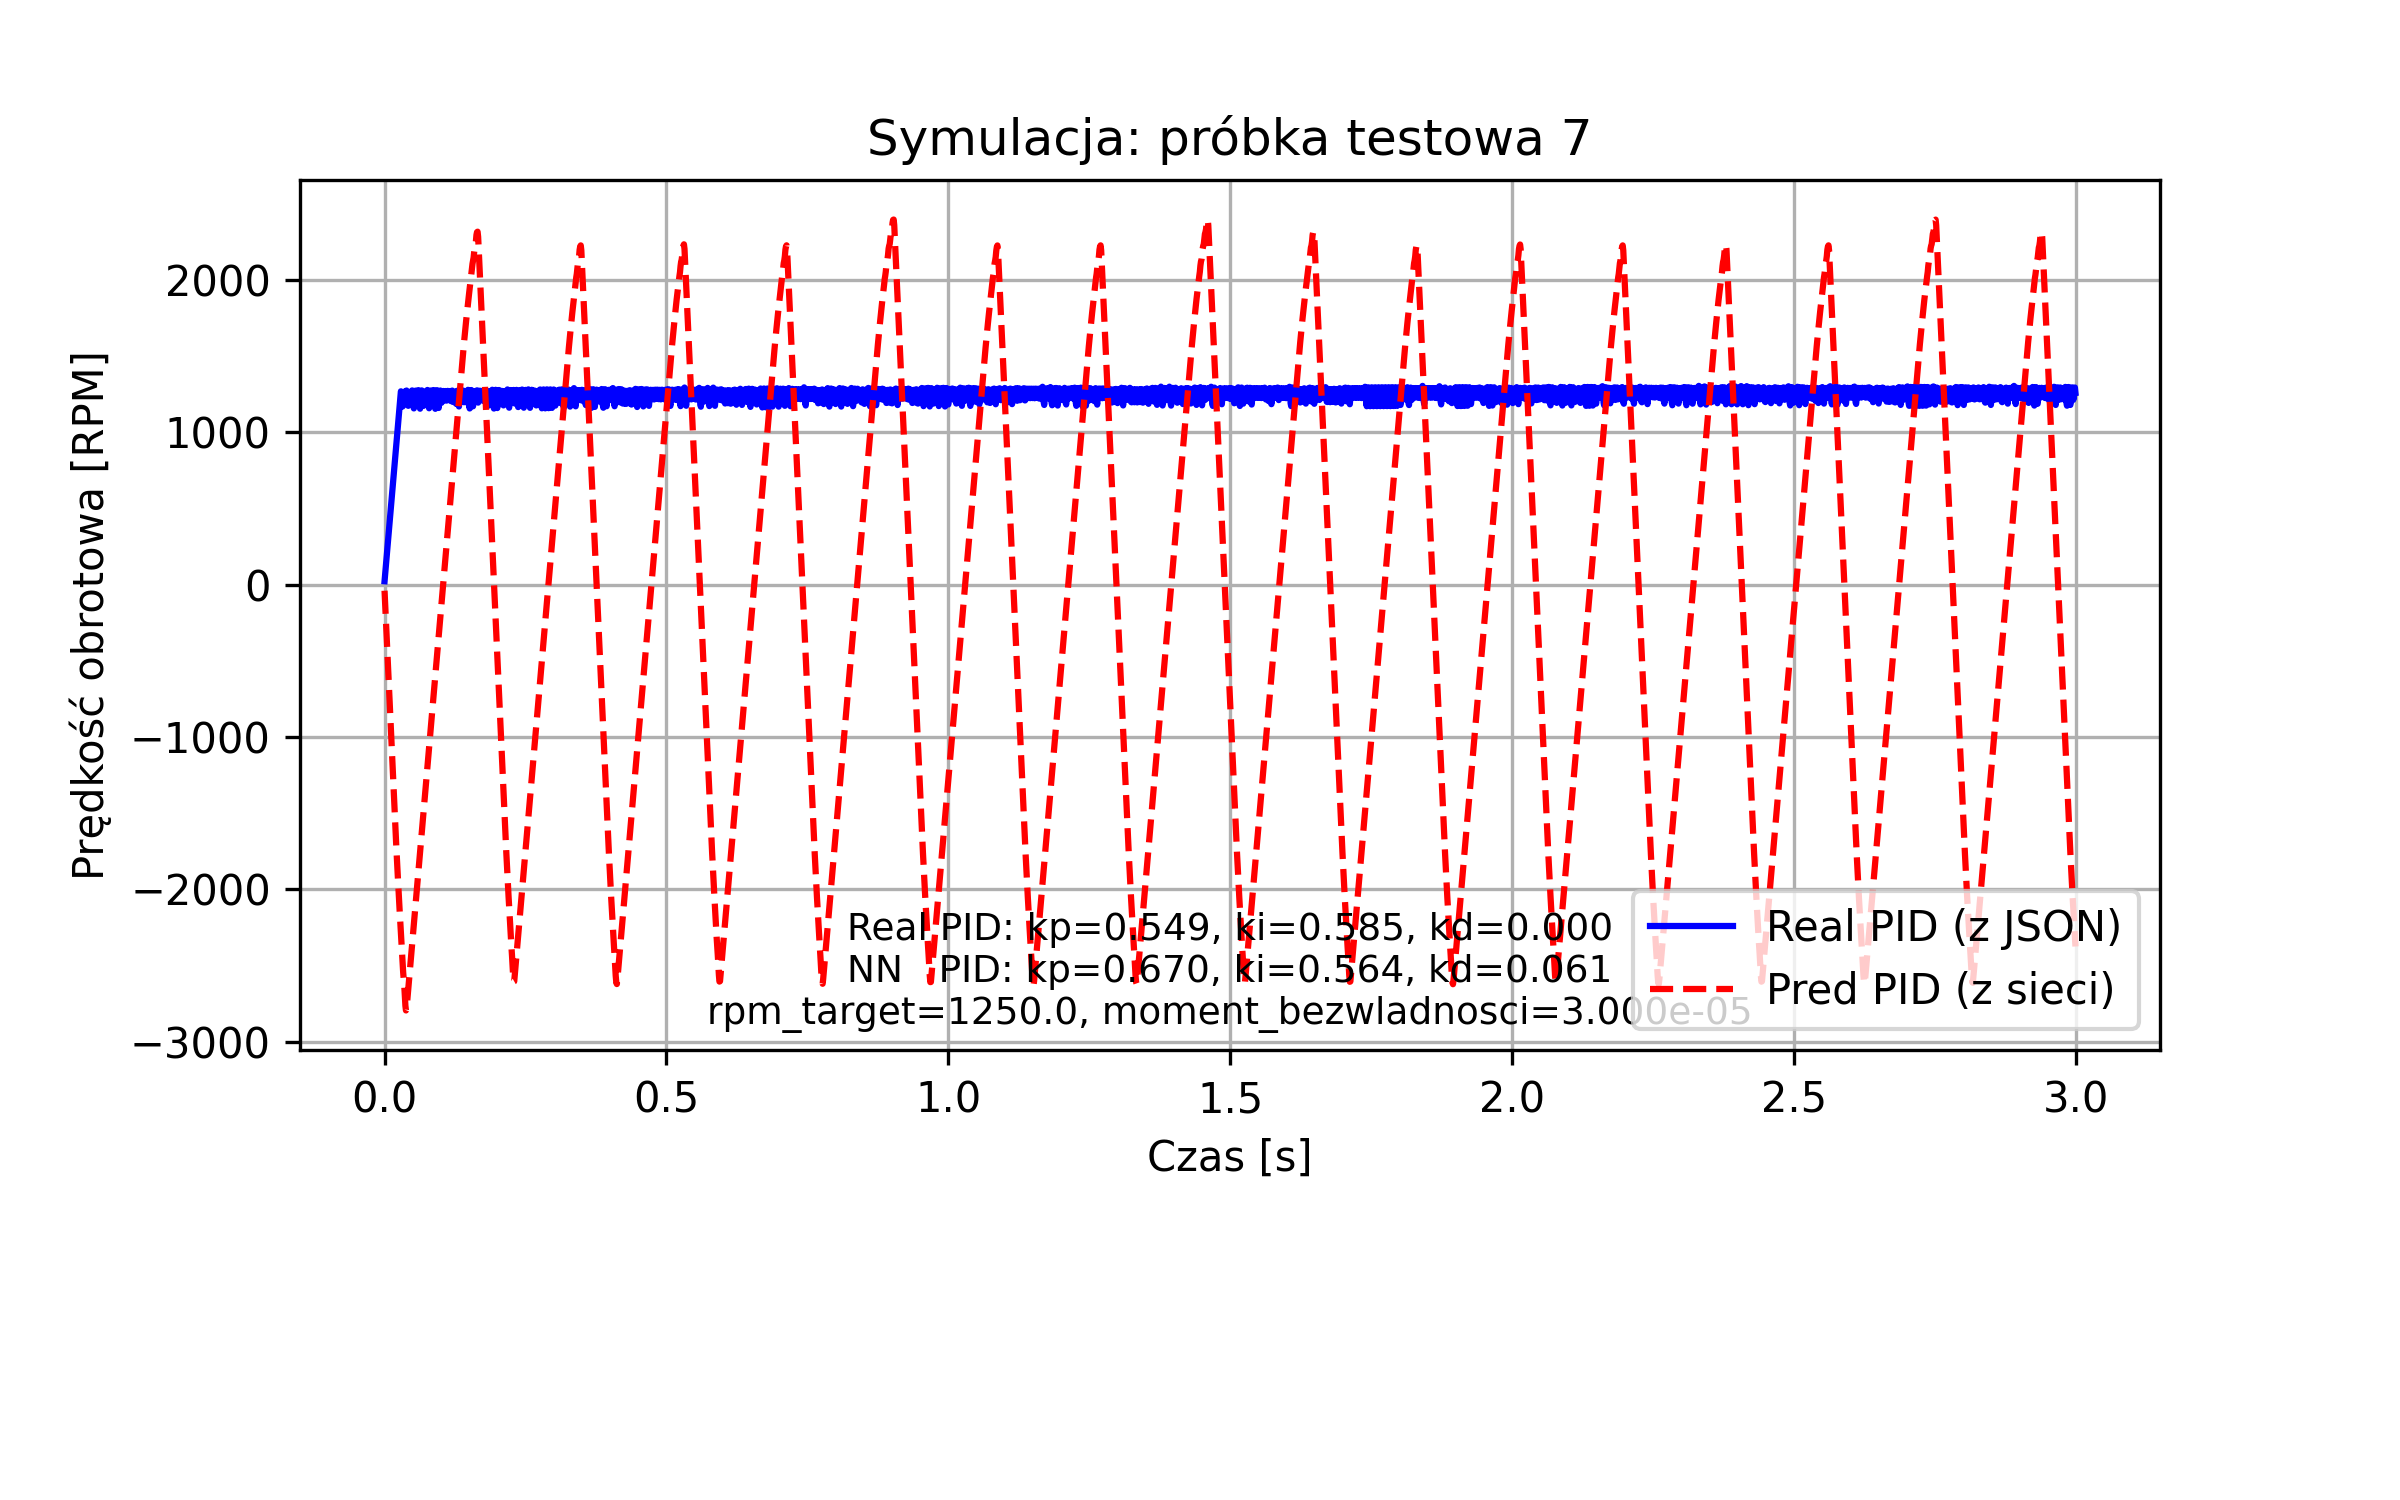 Symulacja: próbka testowa 7
Prędkość obrotowa [RPM]
2000
1000
0
−1000
−2000
−3000
Real PID: kp=0.549, ki=0.585, kd=0.000
NN   PID: kp=0.670, ki=0.564, kd=0.061
rpm_target=1250.0, moment_bezwladnosci=3.000e-05
Real PID (z JSON)
Pred PID (z sieci)
0.0 0.5 1.0 1.5 2.0 2.5 3.0
Czas [s]